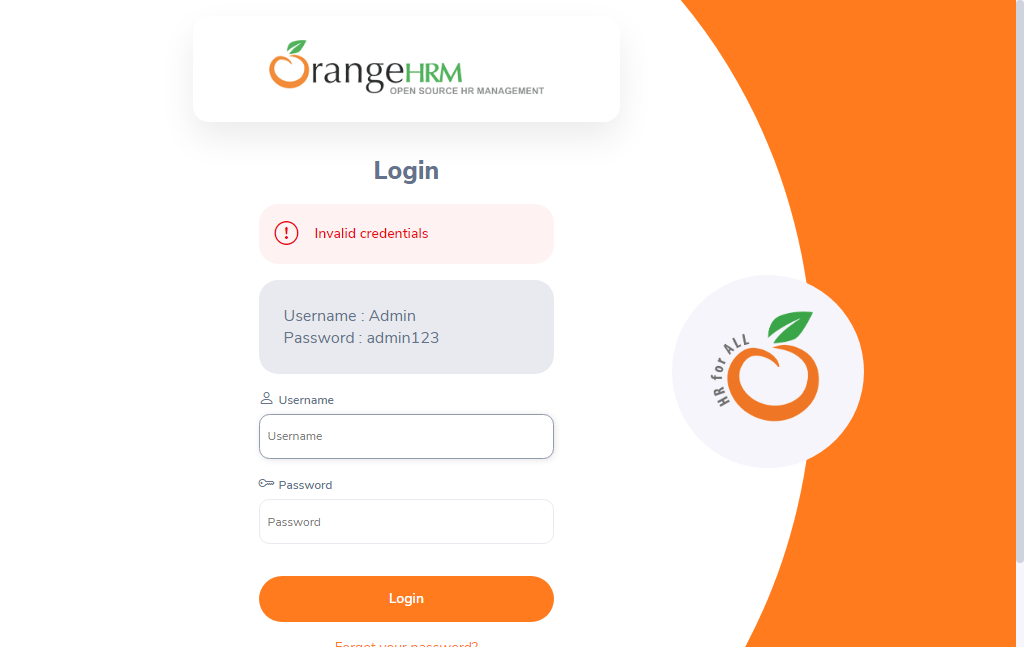 OrangeHRM
OPEN SOURCE HR MANAGEMENT
Login
Invalid credentials
Username : Admin
Password : admin123
Username
Username
Password
Password
Login
Forgot your password?
HR for ALL